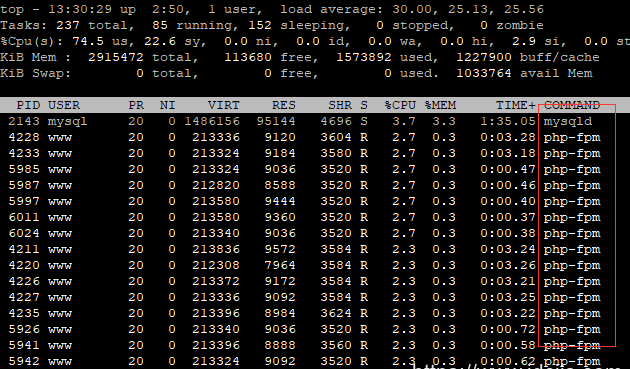 top - 13:30:29 up  2:50,  1 user,  load average: 30.00, 25.13, 25.56
Tasks: 237 total,  85 running, 152 sleeping,   0 stopped,   0 zombie
%Cpu(s): 74.5 us, 22.6 sy,  0.0 ni,  0.0 id,  0.0 wa,  0.0 hi,  2.9 si,  0.0 st
KiB Mem :  2915472 total,   113680 free,  1573892 used,  1227900 buff/cache
KiB Swap:        0 total,        0 free,        0 used.  1033764 avail Mem
PID USER PR NI VIRT RES SHR S %CPU %MEM TIME+ COMMAND
2143 mysql 20 0 1486156 95144 4696 S 3.7 3.3 1:35.05 mysqld
4228 www 20 0 213336 9120 3604 R 2.7 0.3 0:03.28 php-fpm
4233 www 20 0 213324 9184 3580 R 2.7 0.3 0:03.18 php-fpm
5985 www 20 0 213324 9036 3520 R 2.7 0.3 0:00.47 php-fpm
5987 www 20 0 212820 8588 3520 R 2.7 0.3 0:00.46 php-fpm
5997 www 20 0 213580 9444 3520 R 2.7 0.3 0:00.40 php-fpm
6011 www 20 0 213580 9360 3520 R 2.7 0.3 0:00.37 php-fpm
6024 www 20 0 213340 9036 3520 R 2.7 0.3 0:00.38 php-fpm
4211 www 20 0 213836 9572 3584 R 2.3 0.3 0:03.24 php-fpm
4220 www 20 0 212308 7964 3584 R 2.3 0.3 0:03.26 php-fpm
4226 www 20 0 213372 9172 3584 R 2.3 0.3 0:03.21 php-fpm
4227 www 20 0 213336 9092 3584 R 2.3 0.3 0:03.25 php-fpm
4235 www 20 0 213396 8984 3624 R 2.3 0.3 0:03.22 php-fpm
5926 www 20 0 213340 9036 3520 R 2.3 0.3 0:00.72 php-fpm
5941 www 20 0 213396 8888 3560 R 2.3 0.3 0:00.58 php-fpm
5942 www 20 0 213324 9092 3520 R 2.3 0.3 0:00.62 php-fpm